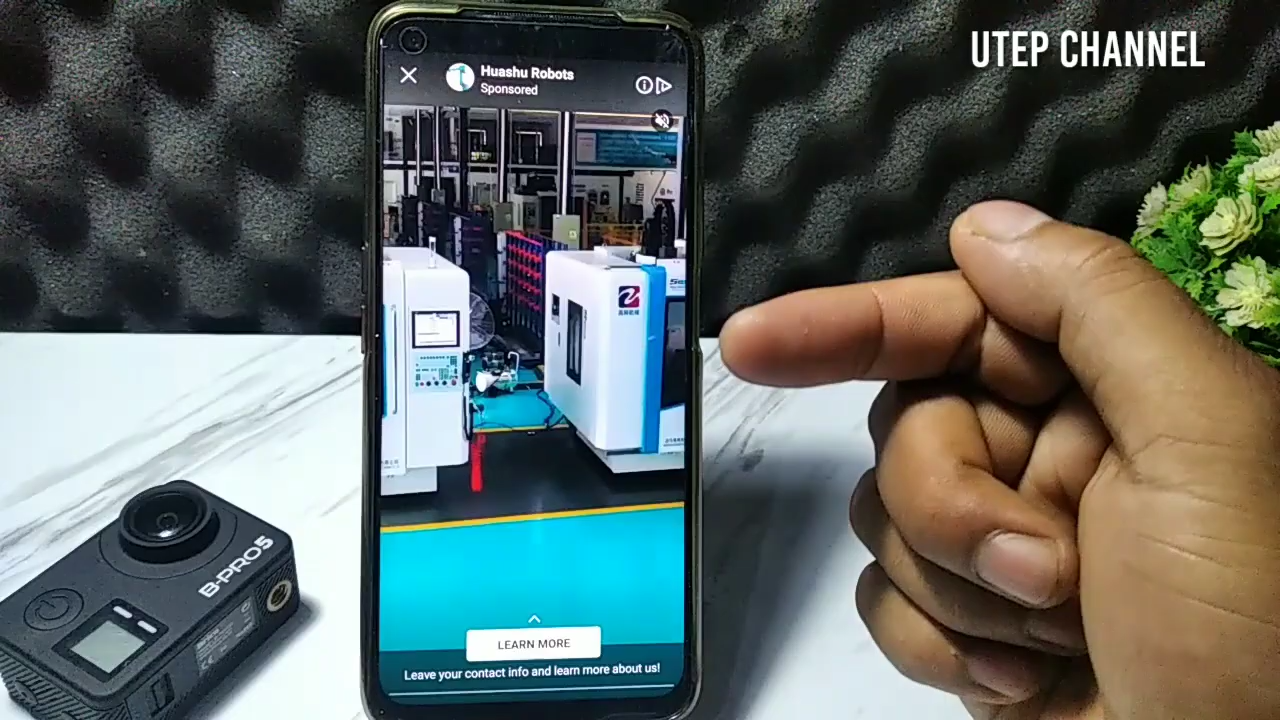 UTEP CHANNEL
Huashu Robots
Sponsored
B-PRO5
LEARN MORE
Leave your contact info and learn more about us!